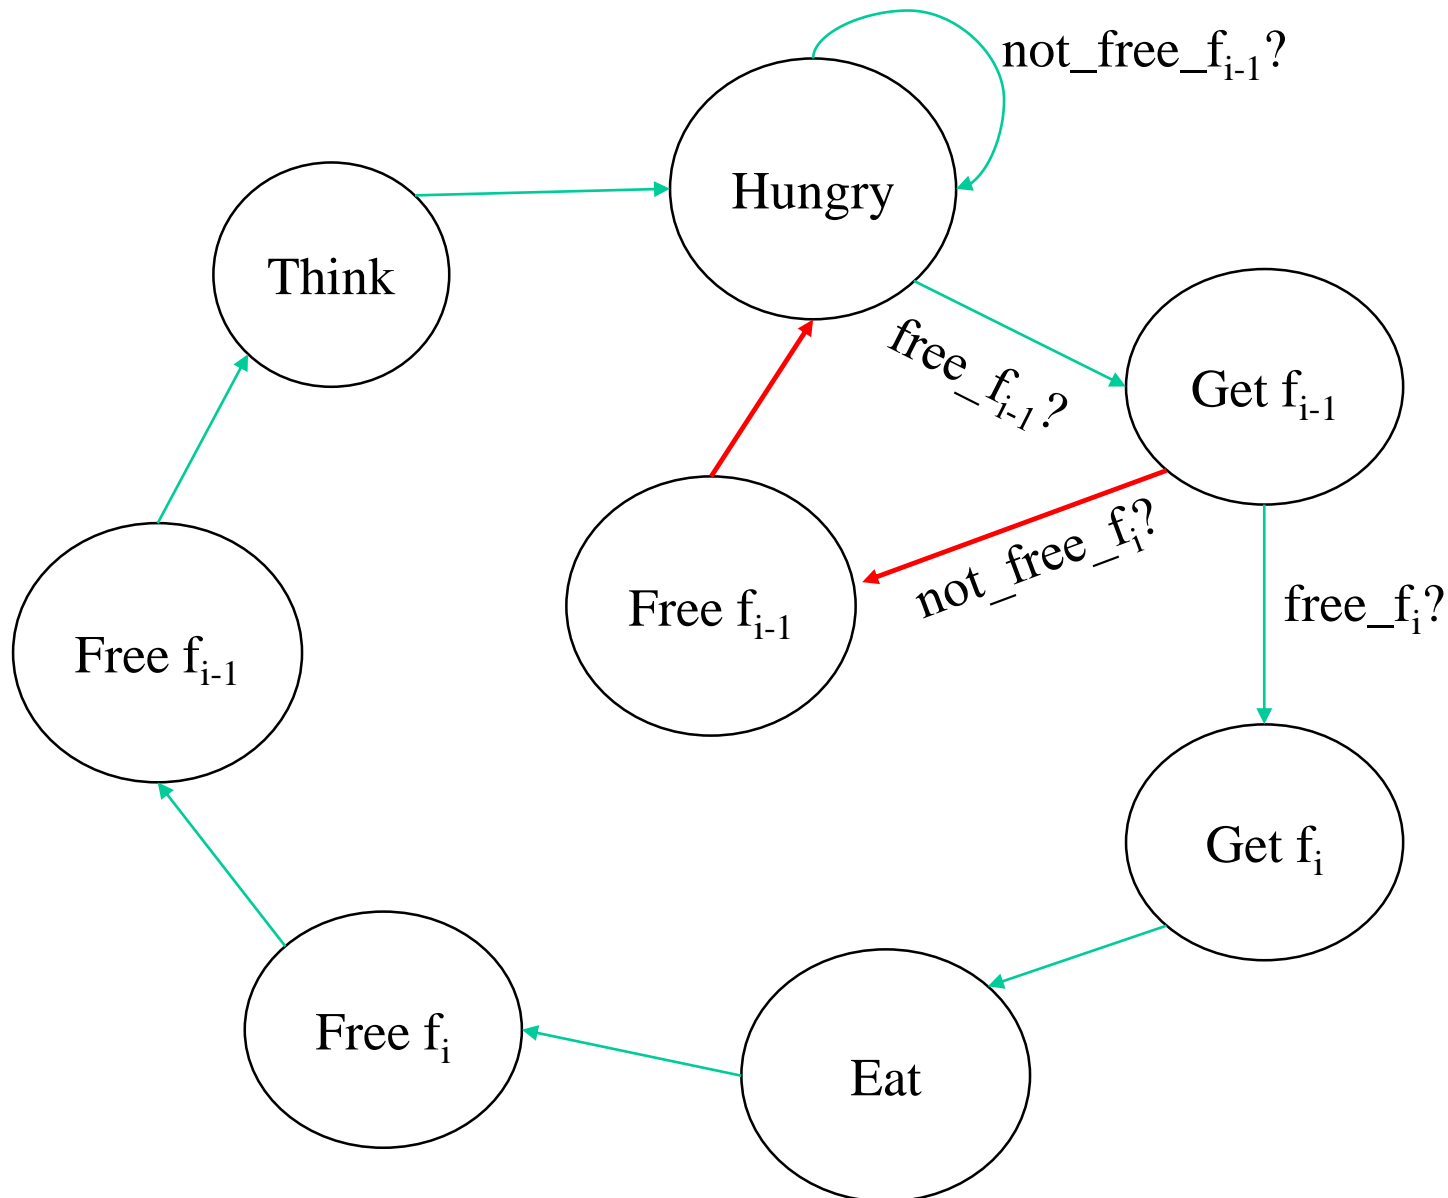 not_free_fi-1?
Hungry
Think
free_fi-1?
Get fi-1
not_free_fi?
Free fi-1
free_fi?
Free fi-1
Get fi
Free fi
Eat